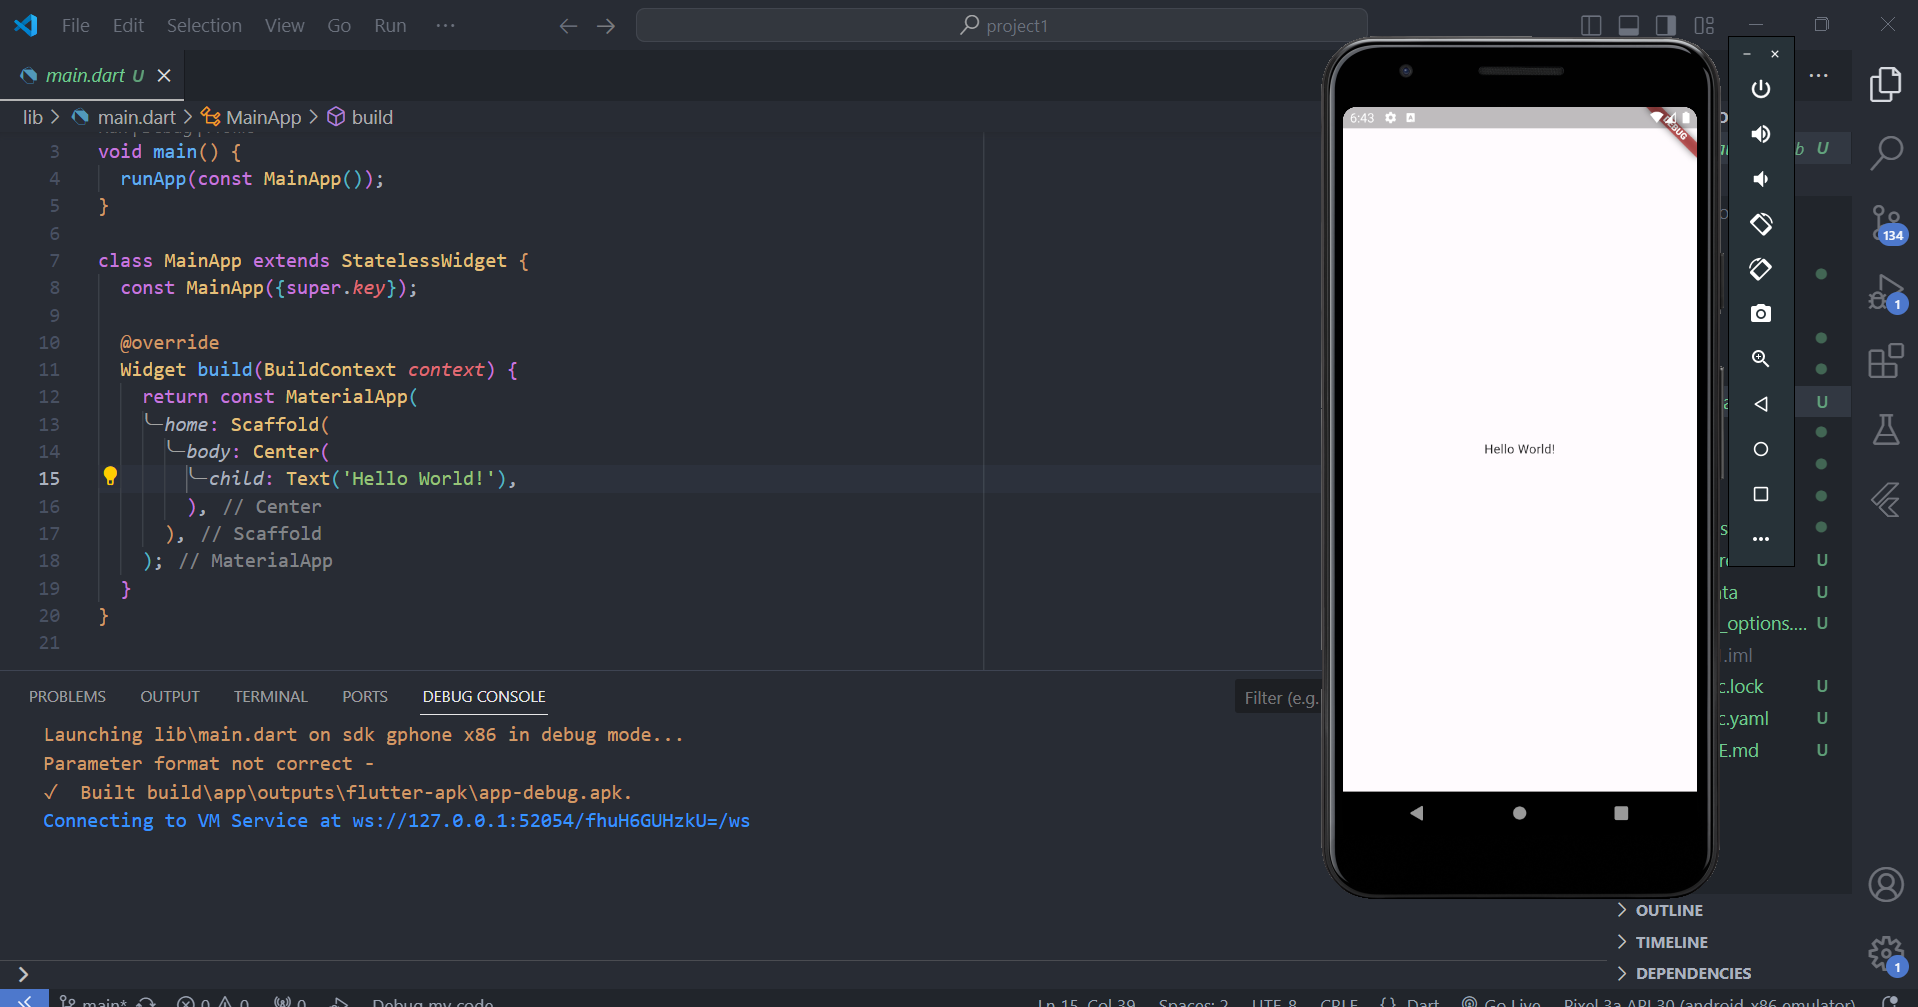 File Edit Selection View Go Run ···
project1
main.dart U
lib > main.dart > MainApp > build
3 void main() {
4 runApp(const MainApp());
5 }
6
7 class MainApp extends StatelessWidget {
8 const MainApp({super.key});
9
10 @override
11 Widget build(BuildContext context) {
12 return const MaterialApp(
13 home: Scaffold(
14 body: Center(
15 child: Text('Hello World!'),
16 ), // Center
17 ), // Scaffold
18 ); // MaterialApp
19 }
20 }
21
PROBLEMS OUTPUT TERMINAL PORTS DEBUG CONSOLE
Filter (e.g.
Launching lib\main.dart on sdk gphone x86 in debug mode...
Parameter format not correct -
✓ Built build\app\outputs\flutter-apk\app-debug.apk.
Connecting to VM Service at ws://127.0.0.1:52054/fhuH6GUHzkU=/ws
6:43
DEBUG
Hello World!
b U
U
U
ta U
_options.... U
.iml
c.lock U
c.yaml U
E.md U
134
1
OUTLINE
TIMELINE
DEPENDENCIES
1
main* 0 0 0 Debug my code
Ln 15, Col 39 Spaces: 2 UTF-8 CRLF {} Dart Go Live Pixel 3a API 30 (android-x86 emulator)